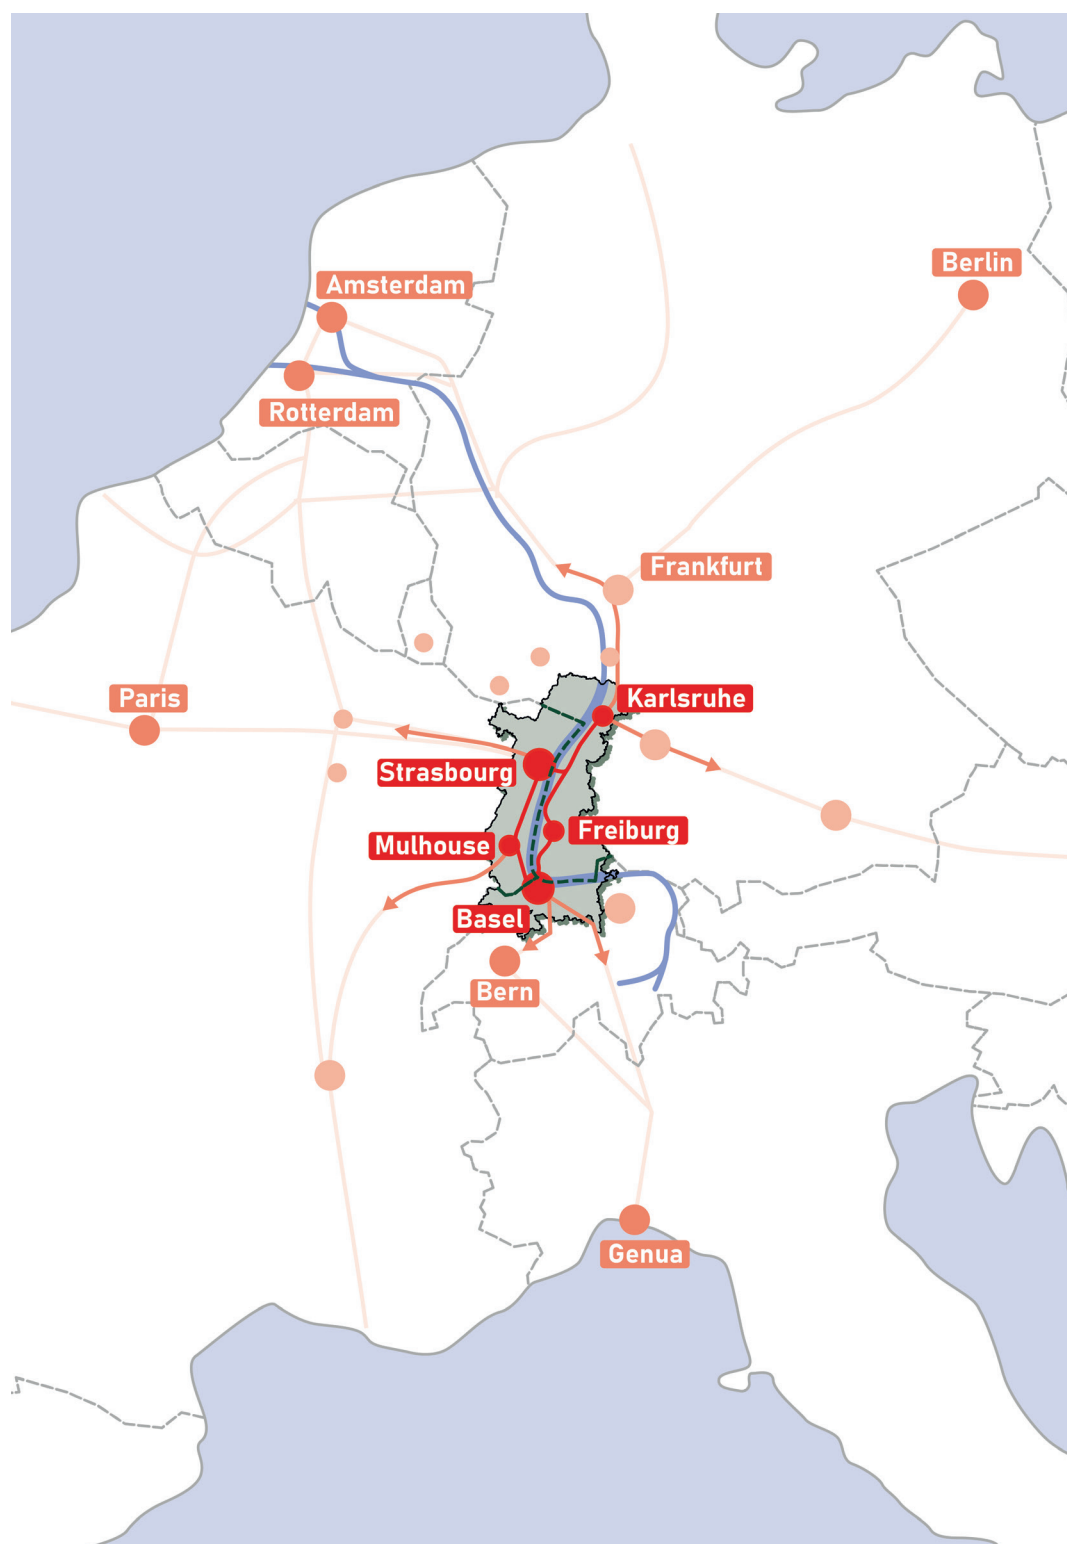 Berlin
Amsterdam
Rotterdam
Frankfurt
Paris
Karlsruhe
Strasbourg
Freiburg
Mulhouse
Basel
Bern
Genua